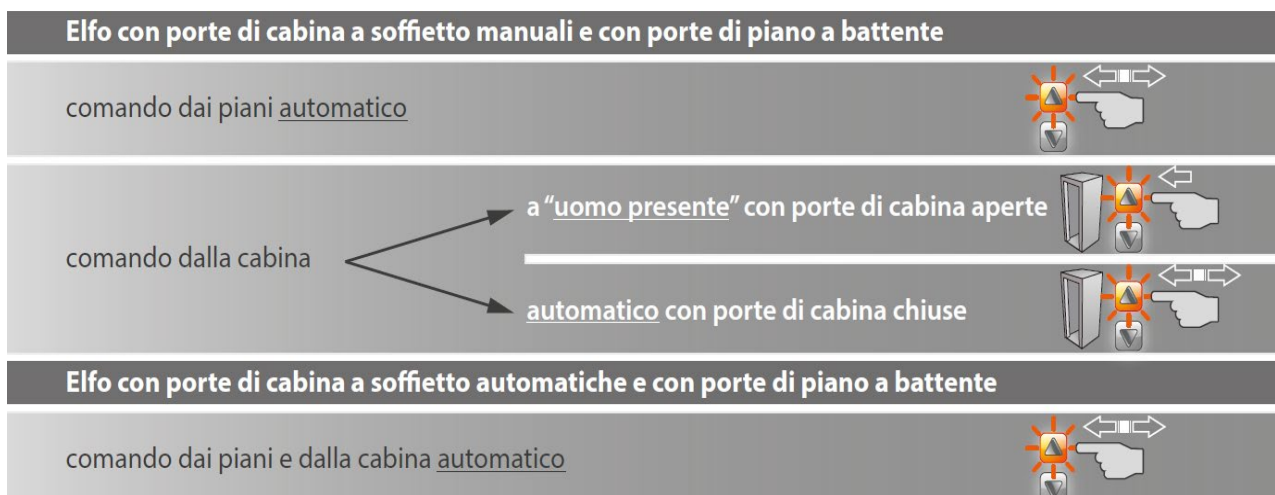 Elfo con porte di cabina a soffietto manuali e con porte di piano a battente
comando dai piani automatico
comando dalla cabina
a “uomo presente” con porte di cabina aperte
automatico con porte di cabina chiuse
Elfo con porte di cabina a soffietto automatiche e con porte di piano a battente
comando dai piani e dalla cabina automatico